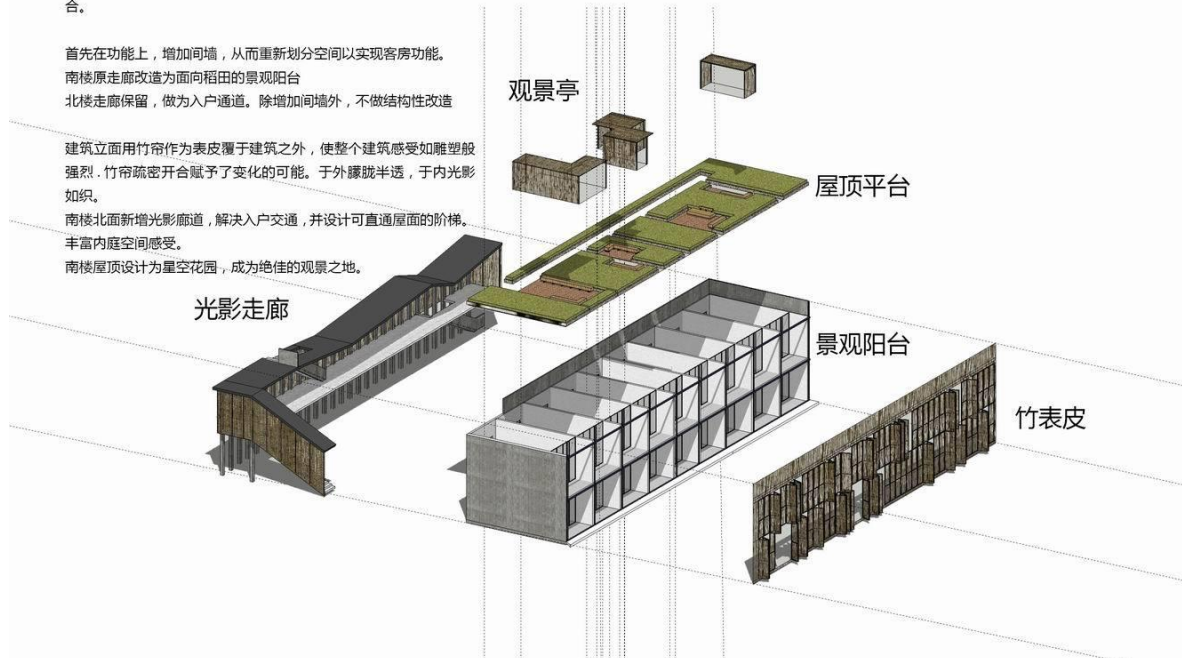 合。
首先在功能上，增加间墙，从而重新划分空间以实现客房功能。
南楼原走廊改造为面向稻田的景观阳台
北楼走廊保留，做为入户通道。除增加间墙外，不做结构性改造
建筑立面用竹帘作为表皮覆于建筑之外，使整个建筑感受如雕塑般
强烈．竹帘疏密开合赋予了变化的可能。于外朦胧半透，于内光影
如织。
南楼北面新增光影廊道，解决入户交通，并设计可直通屋面的阶梯。
丰富内庭空间感受。
南楼屋顶设计为星空花园，成为绝佳的观景之地。
观景亭
屋顶平台
光影走廊
景观阳台
竹表皮